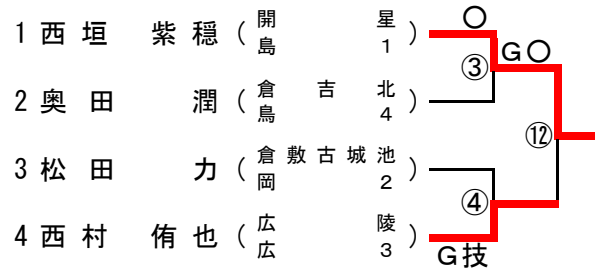 〇
1 西垣 紫穏 (開星 島1)
③ G〇
2 奥田 潤 (倉吉北 鳥4)
⑫
3 松田 力 (倉敷古城池 岡2)
④
4 西村 侑也 (広陵 広3)
G技